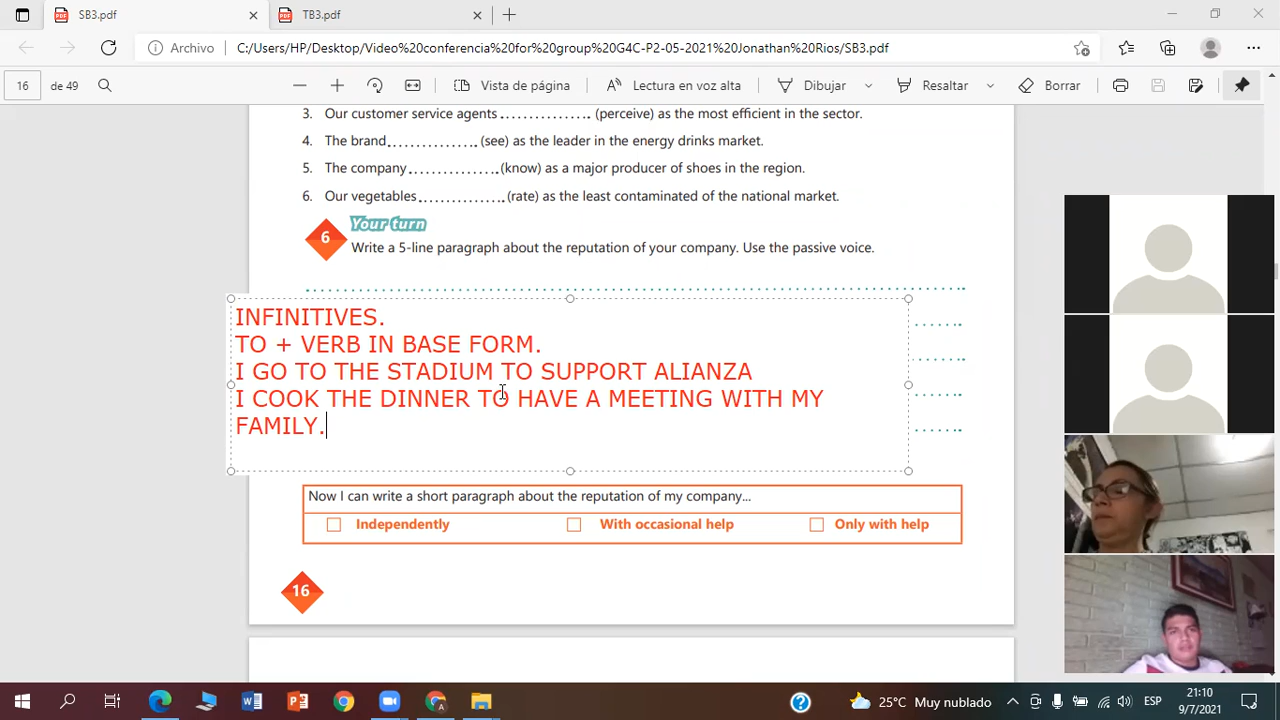 SB3.pdf
TB3.pdf
Archivo
C:/Users/HP/Desktop/Video%20conferencia%20for%20group%20G4C-P2-05-2021%20Jonathan%20Rios/SB3.pdf
16 de 49
Vista de página
Lectura en voz alta
Dibujar
Resaltar
Borrar
3. Our customer service agents ............... (perceive) as the most efficient in the sector.
4. The brand............... (see) as the leader in the energy drinks market.
5. The company ............... (know) as a major producer of shoes in the region.
6. Our vegetables ............... (rate) as the least contaminated of the national market.
Your turn
6 Write a 5-line paragraph about the reputation of your company. Use the passive voice.
INFINITIVES.
TO + VERB IN BASE FORM.
I GO TO THE STADIUM TO SUPPORT ALIANZA
I COOK THE DINNER TO HAVE A MEETING WITH MY
FAMILY.
Now I can write a short paragraph about the reputation of my company...
Independently
With occasional help
Only with help
16
25°C Muy nublado
ESP
21:10
9/7/2021